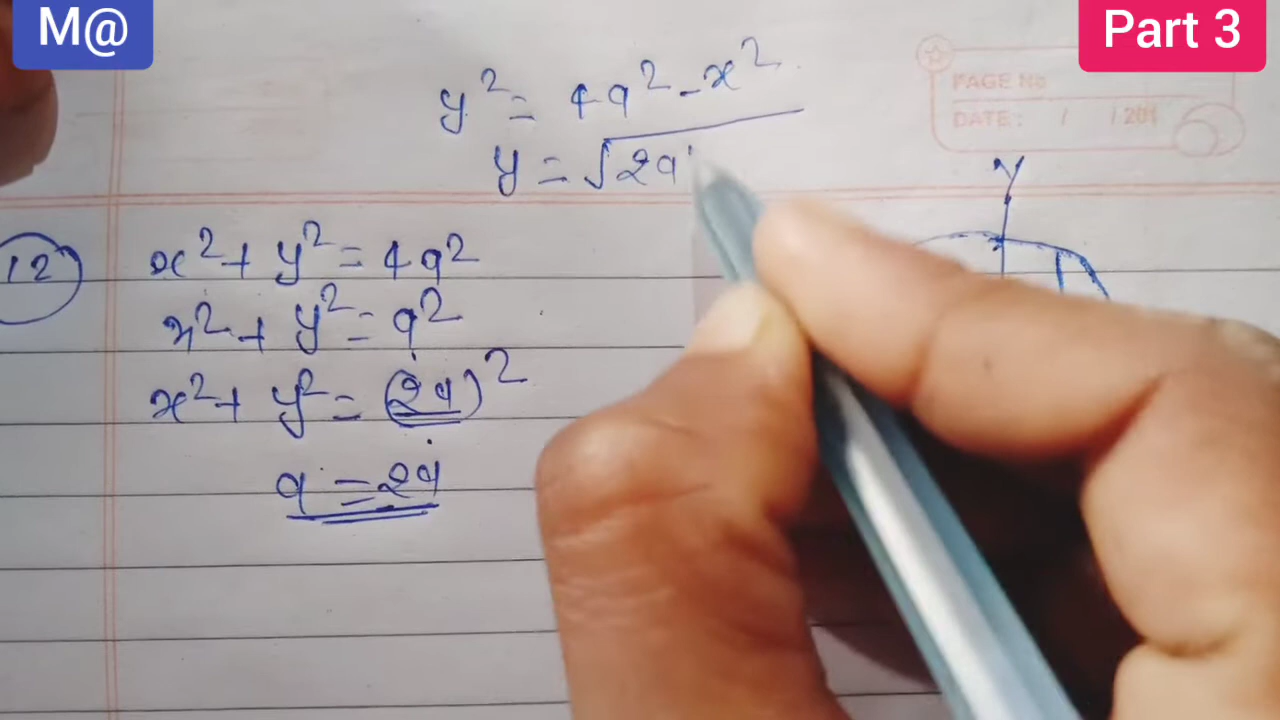 M@
Part 3
y² = 4a² - x²
y = √2a
PAGE No
DATE: / / 201
Y
12
x² + y² = 4a²
x² + y² = a²
x² + y² = (2a)²
a = 2a